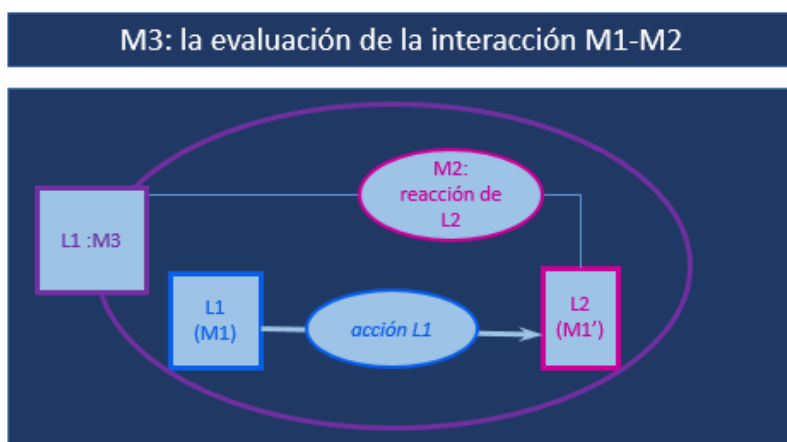 M3: la evaluación de la interacción M1-M2
M2:
reacción de
L2
L1 :M3
L1
(M1)
acción L1
L2
(M1’)